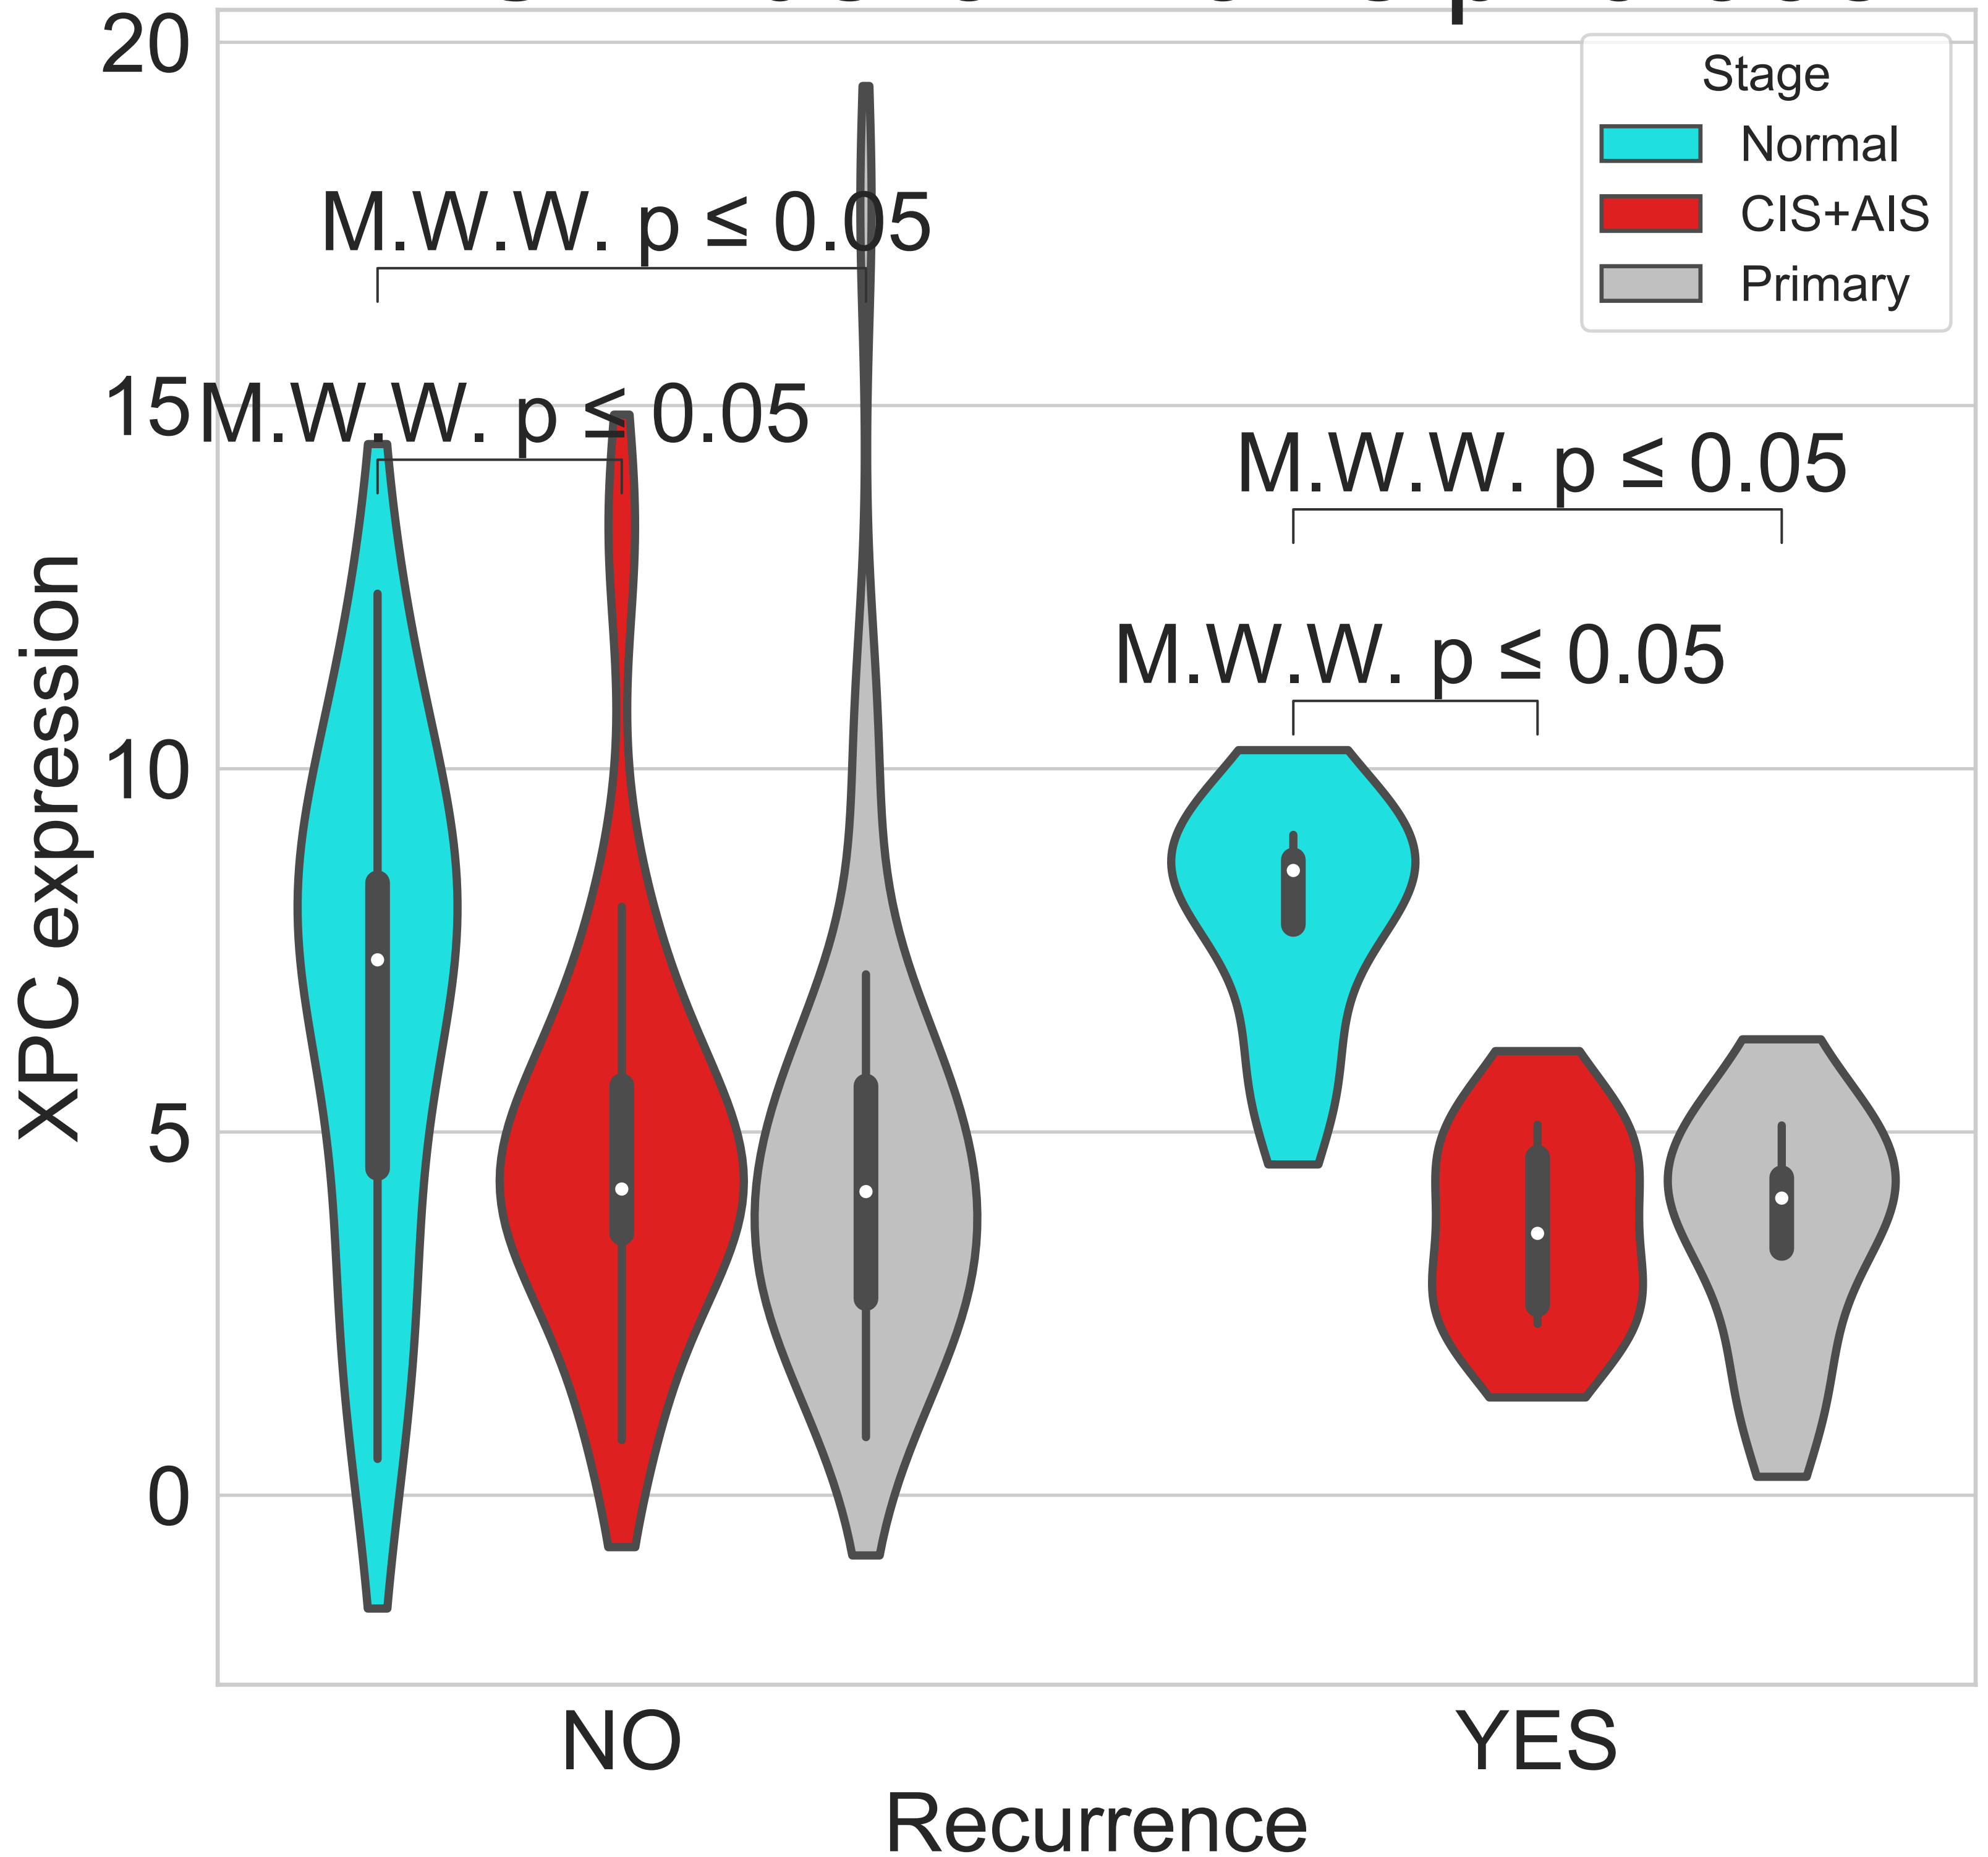 20
Stage
Normal
CIS+AIS
Primary
M.W.W. p ≤ 0.05
15
M.W.W. p ≤ 0.05
M.W.W. p ≤ 0.05
M.W.W. p ≤ 0.05
10
5
0
XPC expression
NO
YES
Recurrence